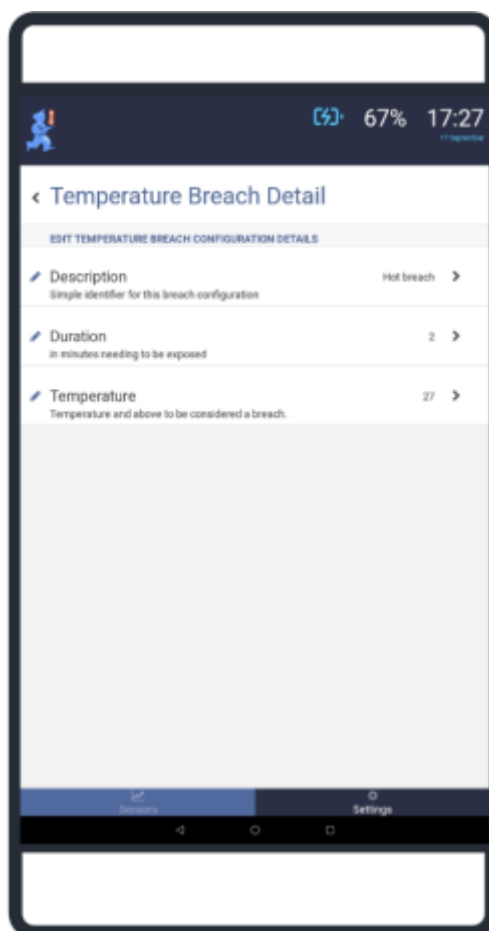 67% 17:27
17 September
Temperature Breach Detail
EDIT TEMPERATURE BREACH CONFIGURATION DETAILS
Description Hot breach
Simple identifier for this breach configuration
Duration 2
in minutes needing to be exposed
Temperature 27
Temperature and above to be considered a breach.
Sensors Settings